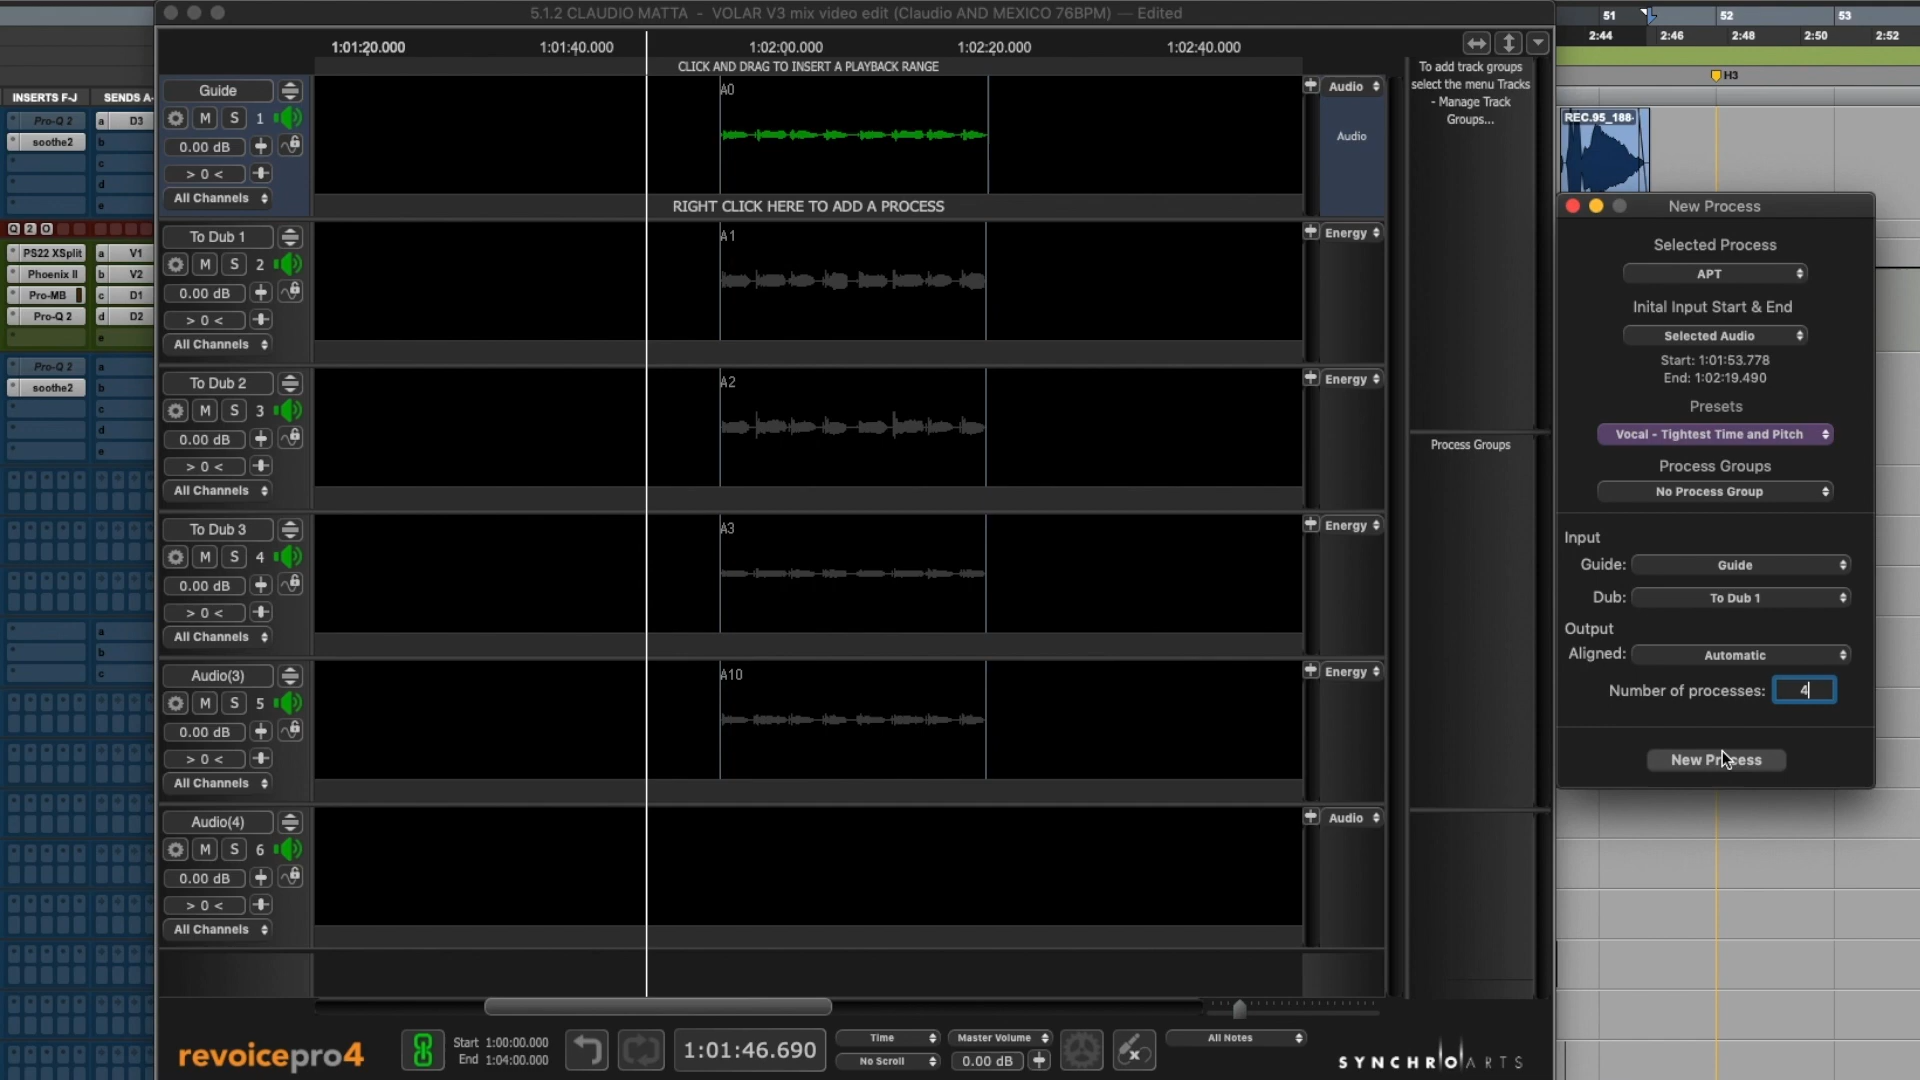 5.1.2 CLAUDIO MATTA - VOLAR V3 mix video edit (Claudio AND MEXICO 76BPM) — Edited
1:01:20.000 1:01:40.000 1:02:00.000 1:02:20.000 1:02:40.000
CLICK AND DRAG TO INSERT A PLAYBACK RANGE
INSERTS F-J SENDS A-
Pro-Q 2 a D3
soothe2 b
c
d
e
Q 2 O
PS22 XSplit a V1
Phoenix II b V2
Pro-MB c D1
Pro-Q 2 d D2
e
Pro-Q 2 a
soothe2 b
c
d
e
a
b
c
Guide
M S 1
0.00 dB
> 0 <
All Channels
A0
Audio
Audio
RIGHT CLICK HERE TO ADD A PROCESS
To Dub 1
M S 2
0.00 dB
> 0 <
All Channels
A1
Energy
To Dub 2
M S 3
0.00 dB
> 0 <
All Channels
A2
Energy
To Dub 3
M S 4
0.00 dB
> 0 <
All Channels
A3
Energy
Audio(3)
M S 5
0.00 dB
> 0 <
All Channels
A10
Energy
Audio(4)
M S 6
0.00 dB
> 0 <
All Channels
Audio
To add track groups
select the menu Tracks
- Manage Track
Groups...
Process Groups
51 52 53
2:44 2:46 2:48 2:50 2:52
H3
REC.95_188-
New Process
Selected Process
APT
Inital Input Start & End
Selected Audio
Start: 1:01:53.778
End: 1:02:19.490
Presets
Vocal - Tightest Time and Pitch
Process Groups
No Process Group
Input
Guide: Guide
Dub: To Dub 1
Output
Aligned: Automatic
Number of processes: 4
New Process
revoicepro4
Start 1:00:00.000
End 1:04:00.000
1:01:46.690
Time
No Scroll
Master Volume
0.00 dB
All Notes
SYNCHROARTS